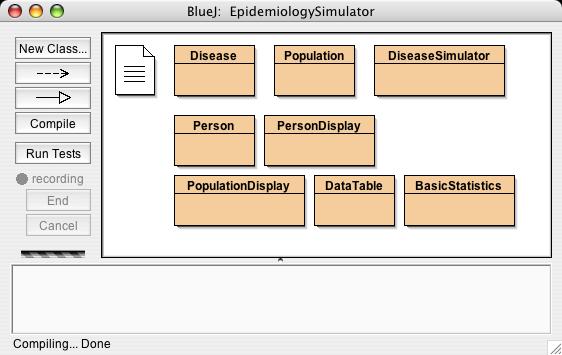 BlueJ: EpidemiologySimulator
New Class...
Compile
Run Tests
recording
End
Cancel
Disease
Population
DiseaseSimulator
Person
PersonDisplay
PopulationDisplay
DataTable
BasicStatistics
Compiling... Done